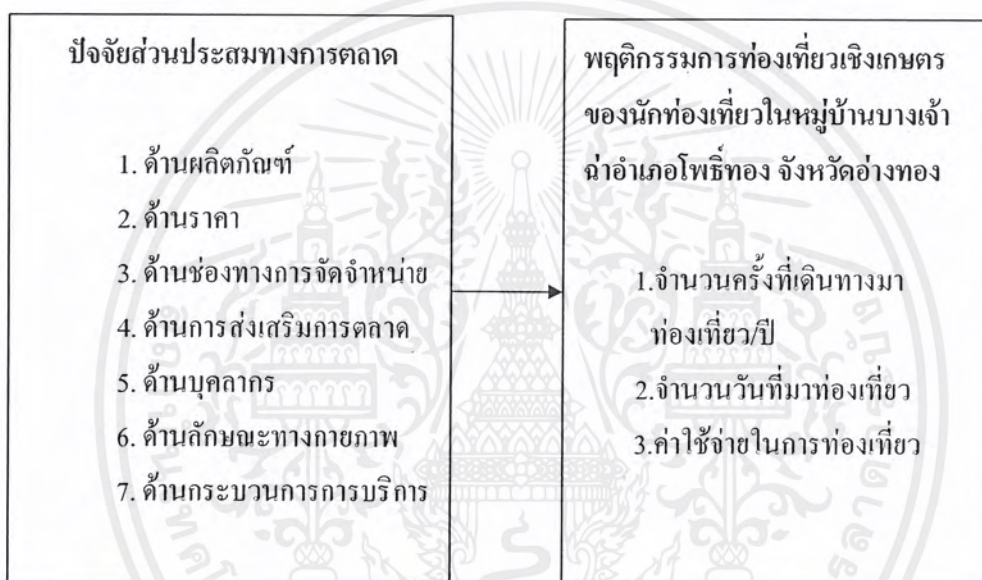 ปัจจัยส่วนประสมทางการตลาด
1. ด้านผลิตภัณฑ์
2. ด้านราคา
3. ด้านช่องทางการจัดจำหน่าย
4. ด้านการส่งเสริมการตลาด
5. ด้านบุคลากร
6. ด้านลักษณะทางกายภาพ
7. ด้านกระบวนการการบริการ
พฤติกรรมการท่องเที่ยวเชิงเกษตร
ของนักท่องเที่ยวในหมู่บ้านบางเจ้า
ฉ่าอำเภอโพธิ์ทอง จังหวัดอ่างทอง
1.จำนวนครั้งที่เดินทางมา
ท่องเที่ยว/ปี
2.จำนวนวันที่มาท่องเที่ยว
3.ค่าใช้จ่ายในการท่องเที่ยว